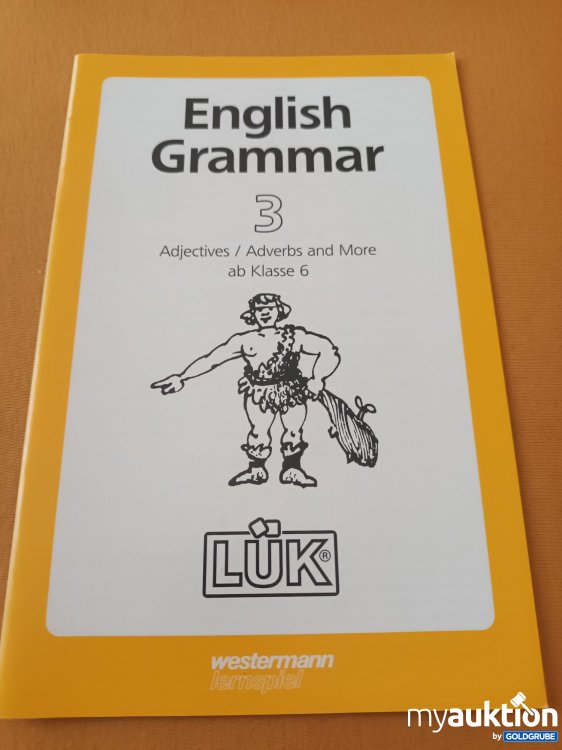 English
Grammar
3
Adjectives / Adverbs and More
ab Klasse 6
LÜK®
westermann
lernspiel
myauktion
by GOLDGRUBE